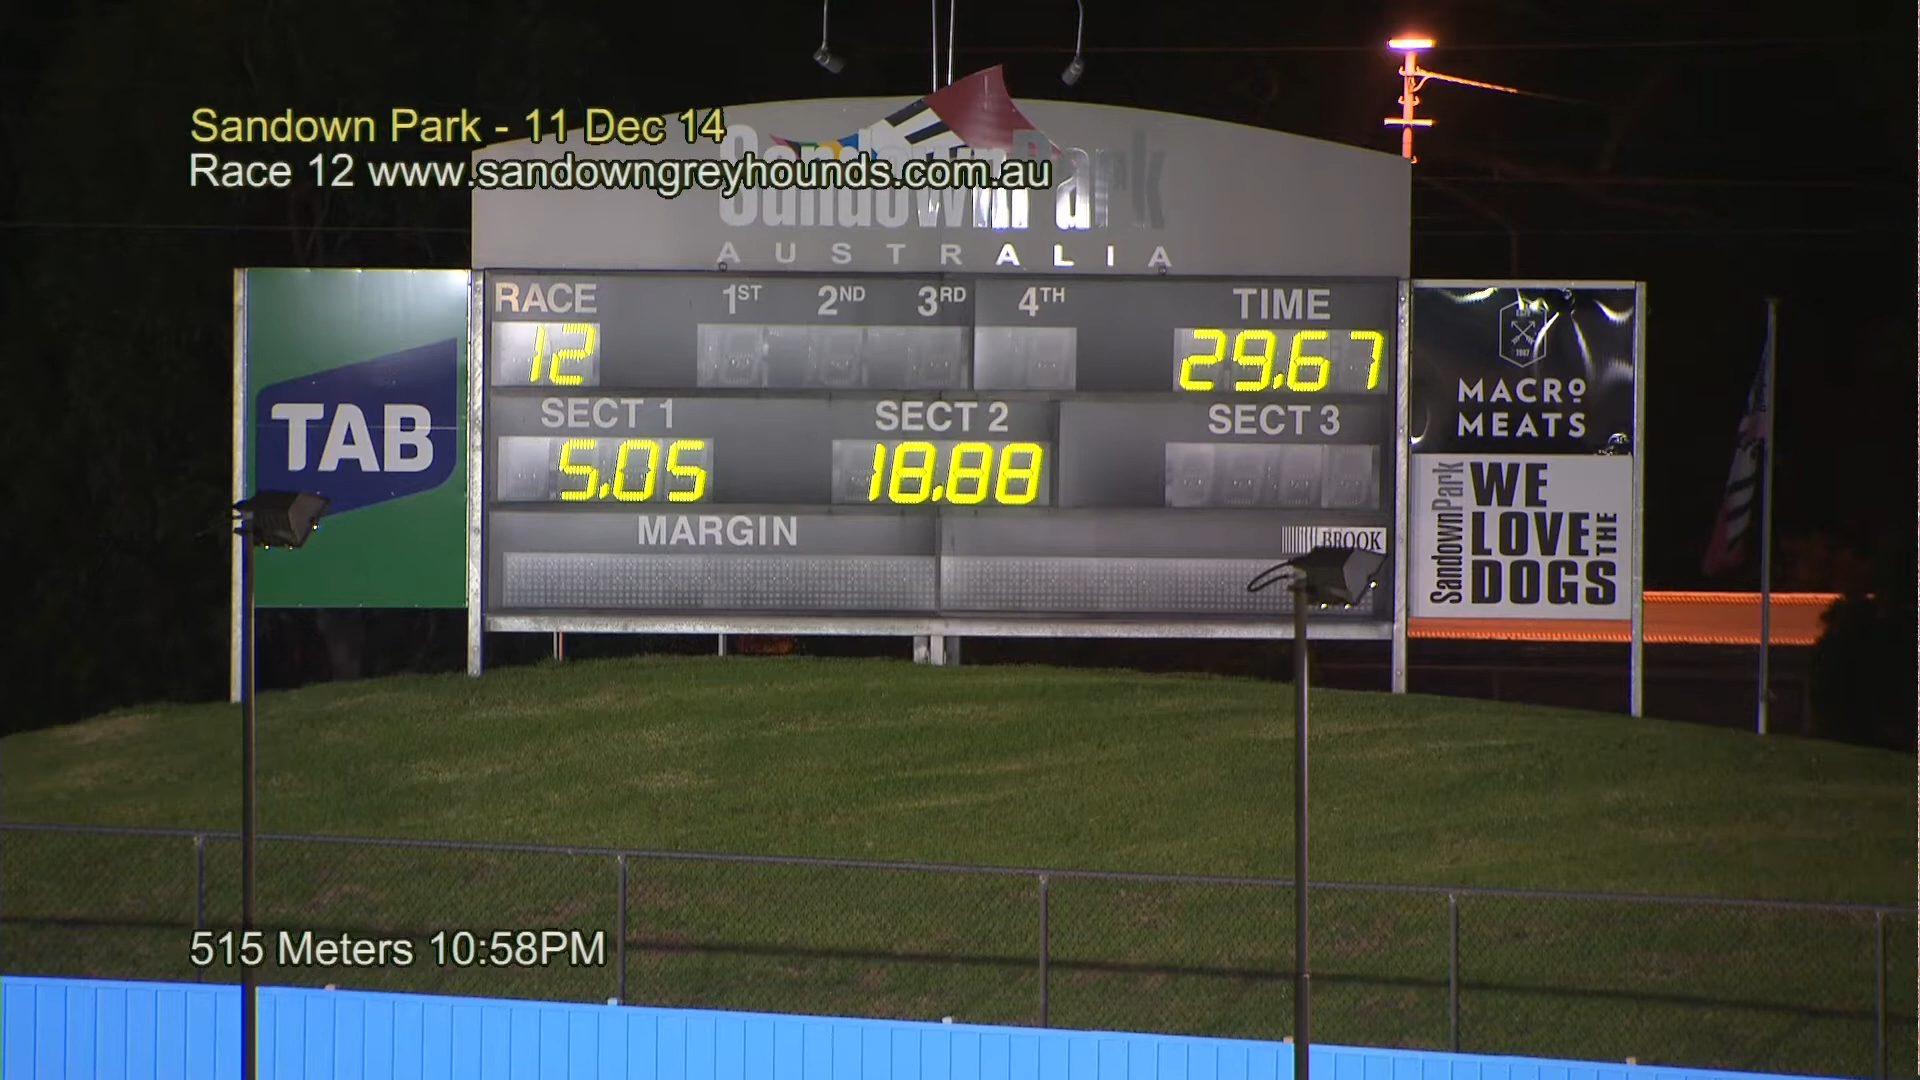 Sandown Park - 11 Dec 14
Race 12 www.sandowngreyhounds.com.au
SandownPark
AUSTRALIA
RACE 1ST 2ND 3RD 4TH TIME
12 29.67
SECT 1 SECT 2 SECT 3
5.05 18.88
MARGIN
BROOK
TAB
1967
MACRO
MEATS
SandownPark
WE
LOVE THE
DOGS
515 Meters 10:58PM